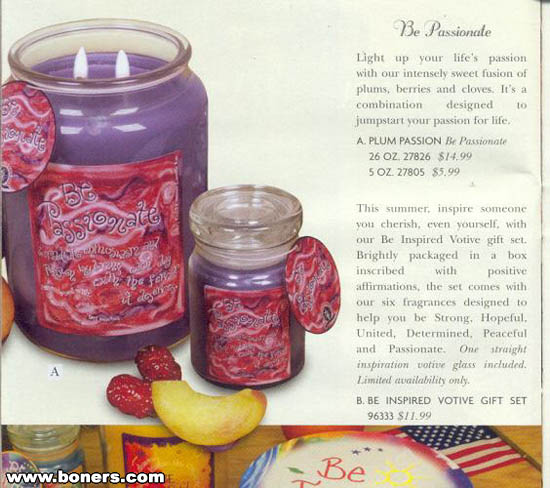 Be Passionate
Light up your life's passion
with our intensely sweet fusion of
plums, berries and cloves. It's a
combination designed to
jumpstart your passion for life.
A. PLUM PASSION Be Passionate
26 OZ. 27826 $14.99
5 OZ. 27805 $5.99
This summer, inspire someone
you cherish, even yourself, with
our Be Inspired Votive gift set.
Brightly packaged in a box
inscribed with positive
affirmations, the set comes with
our six fragrances designed to
help you be Strong, Hopeful,
United, Determined, Peaceful
and Passionate. One straight
inspiration votive glass included.
Limited availability only.
B. BE INSPIRED VOTIVE GIFT SET
96333 $11.99
Be
Passionate
Be
Passionate
A
Be
www.boners.com